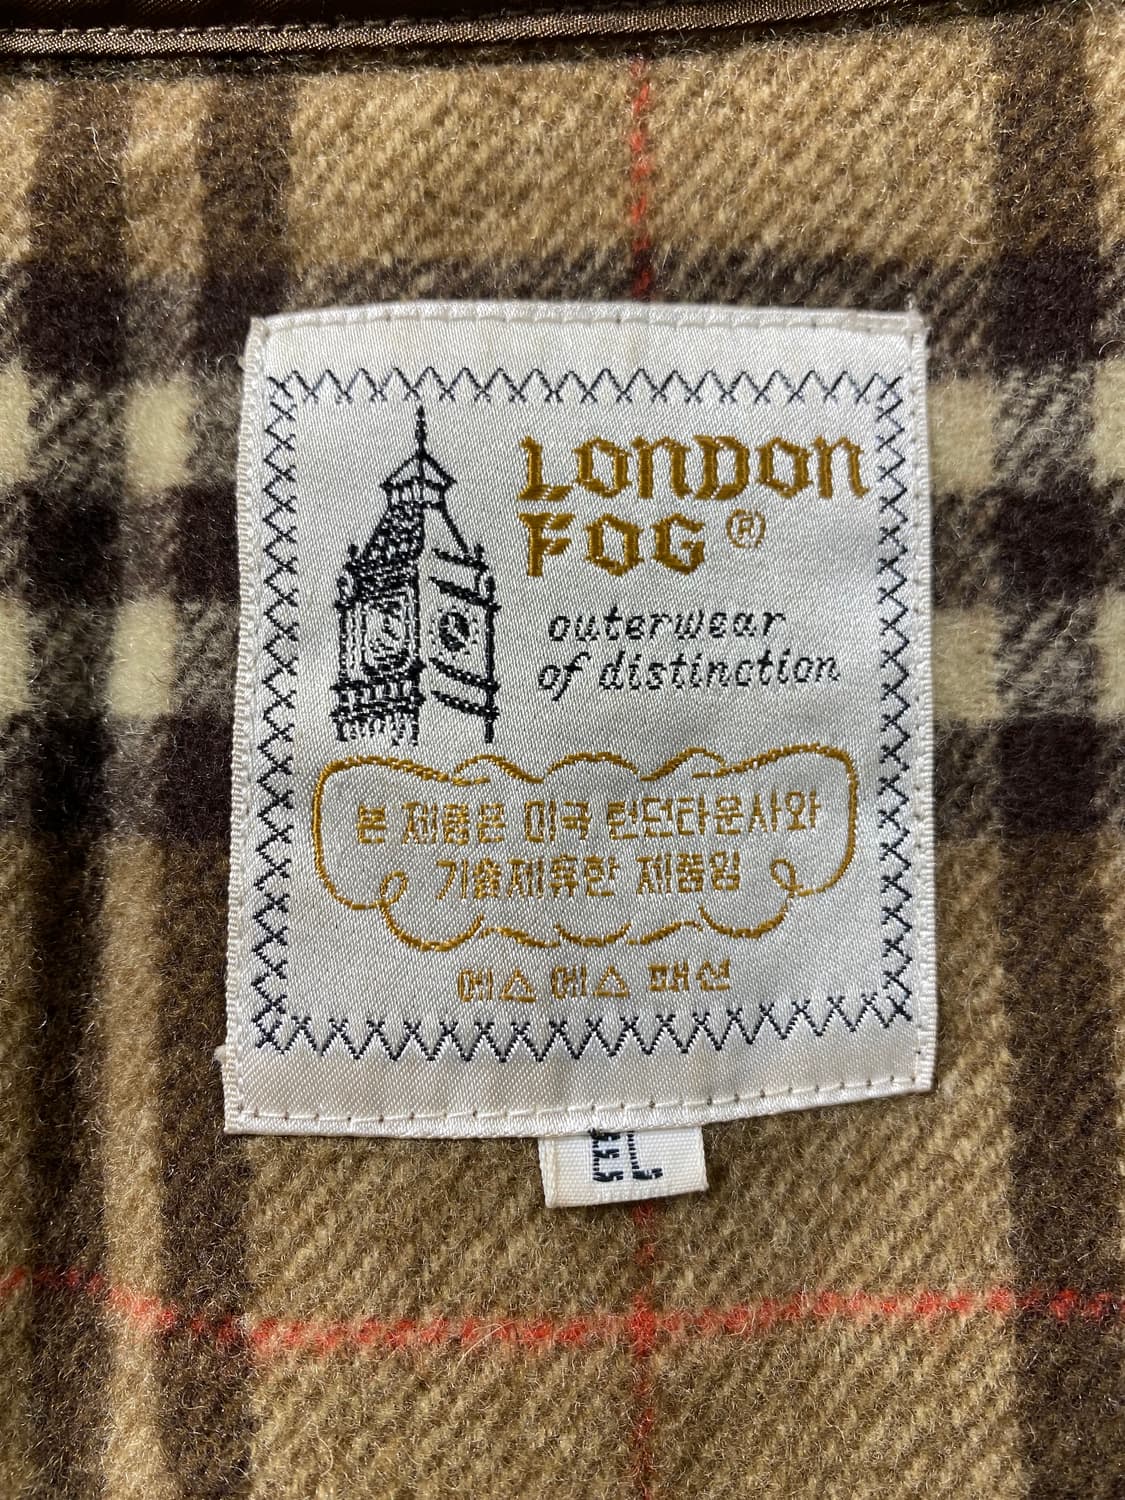 LONDON
FOG ®
outerwear
of distinction
본 제품은 미국 런던타운사와
기술제휴한 제품임
에스에스 패션
EL